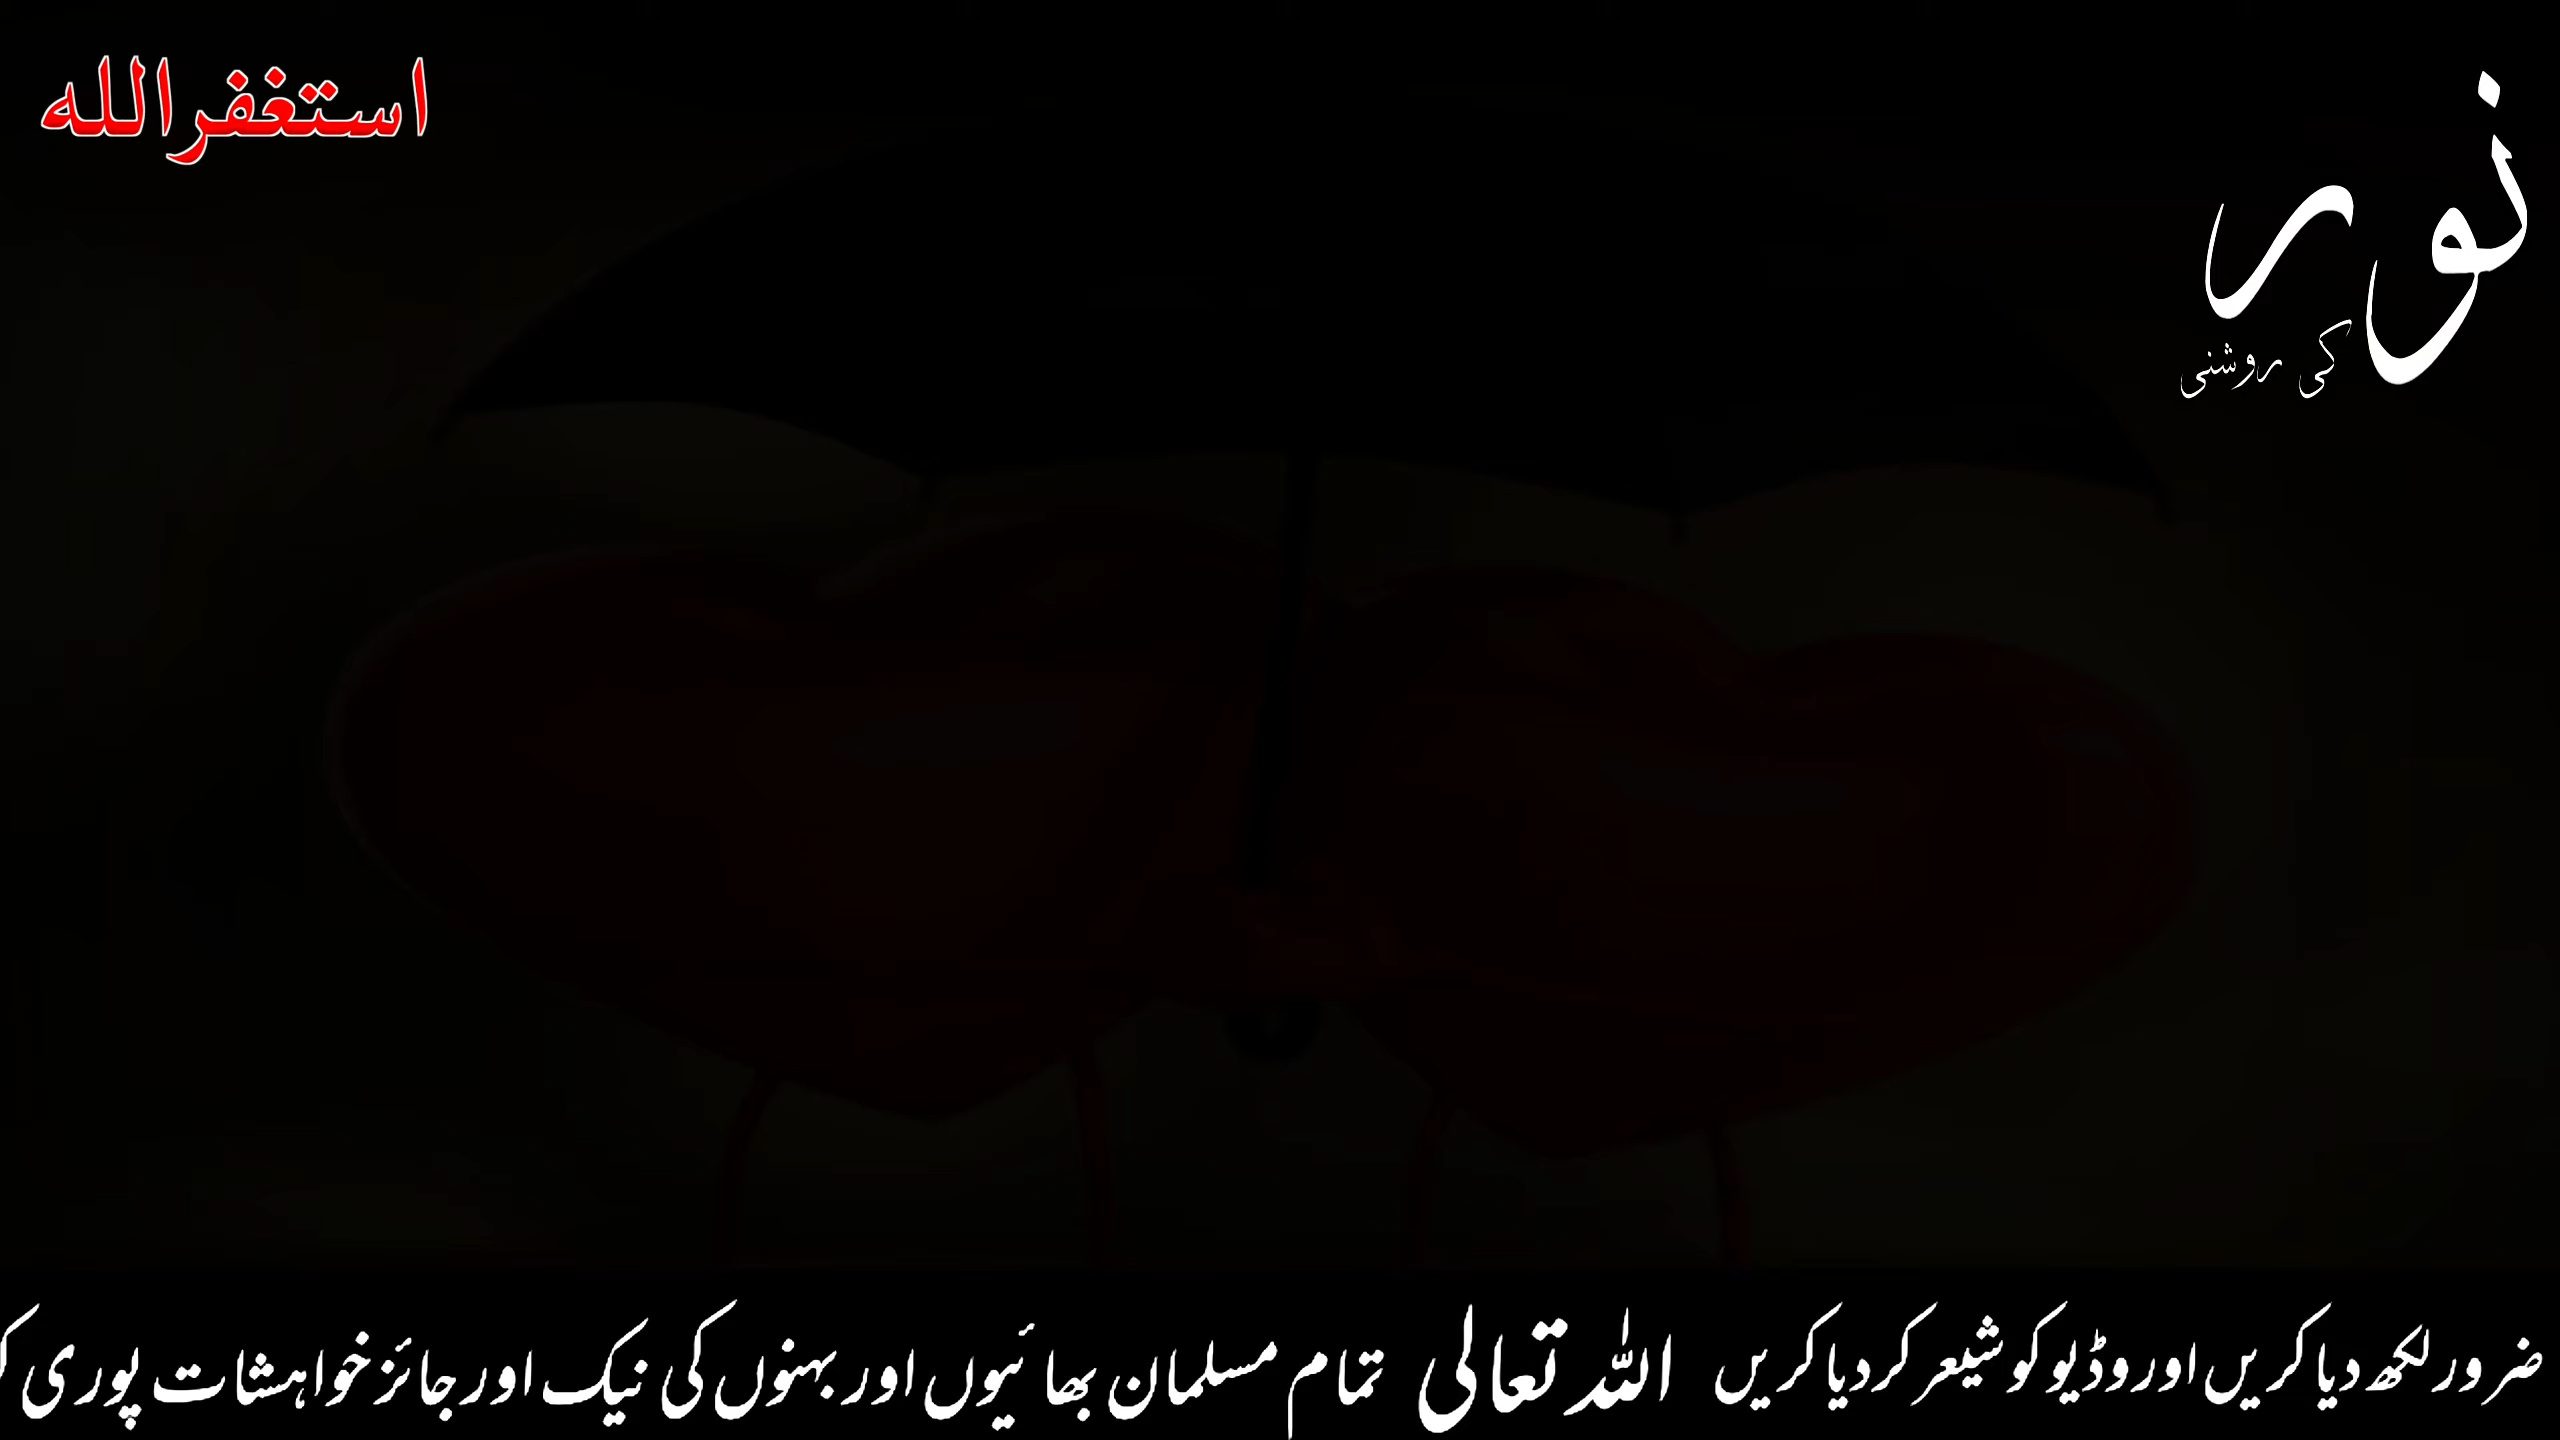 استغفرالله
نور
کی روشنی
ضرور لکھ دیا کریں اور وڈیو کو شیعر کر دیا کریں اللہ تعالی تمام مسلمان بھائیوں اور بہنوں کی نیک اور جائز خواہشات پوری